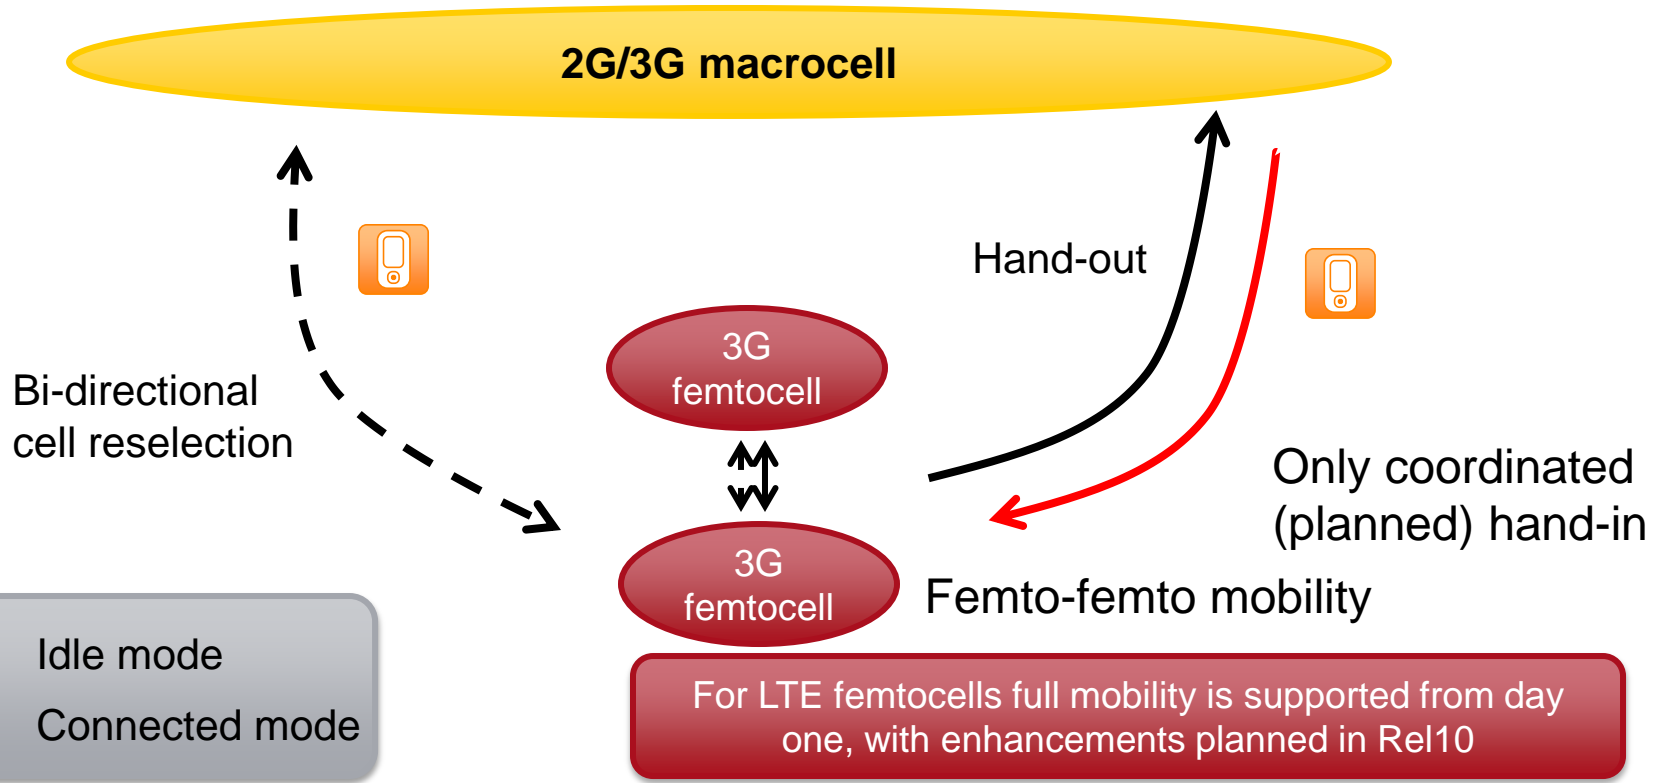 2G/3G macrocell
Hand-out
3G
femtocell
Bi-directional
cell reselection
Only coordinated
(planned) hand-in
3G
femtocell
Femto-femto mobility
Idle mode
Connected mode
For LTE femtocells full mobility is supported from day
one, with enhancements planned in Rel10